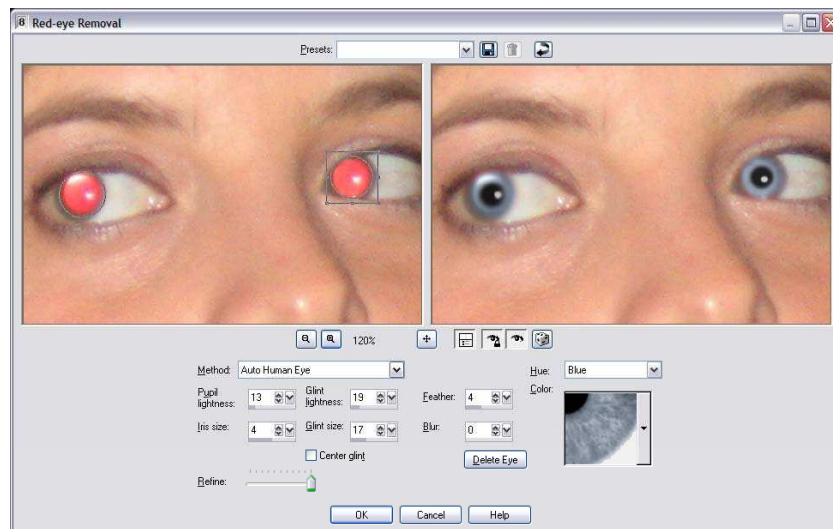 8 Red-eye Removal
Presets:
120%
Method: Auto Human Eye
Hue: Blue
Pupil lightness: 13
Glint lightness: 19
Feather: 4
Color:
Iris size: 4
Glint size: 17
Blur: 0
Center glint
Delete Eye
Refine:
OK Cancel Help